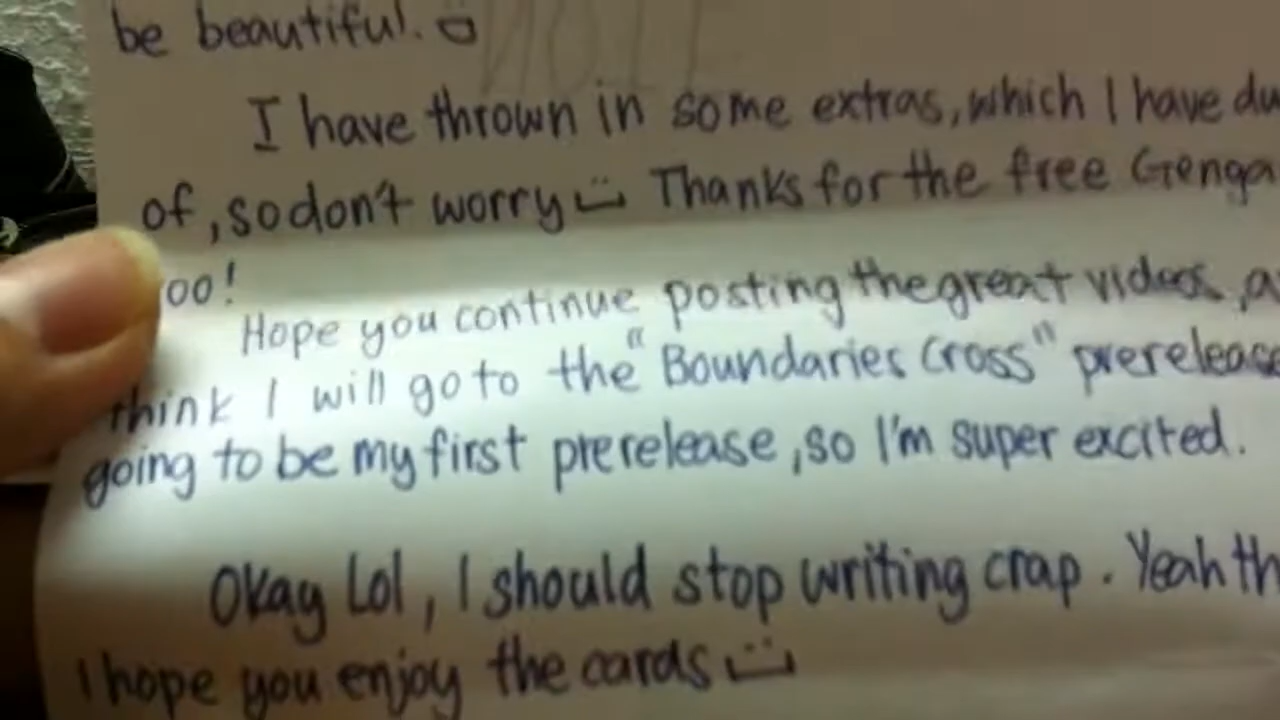 be beautiful. :)
I have thrown in some extras, which I have du
of, so don't worry :) Thanks for the free Genga
oo!
Hope you continue posting the great videos, a
think I will go to the "Boundaries Cross" prerelease
going to be my first prerelease, so I'm super excited.
Okay Lol, I should stop writing crap. Yeah th
I hope you enjoy the cards :)